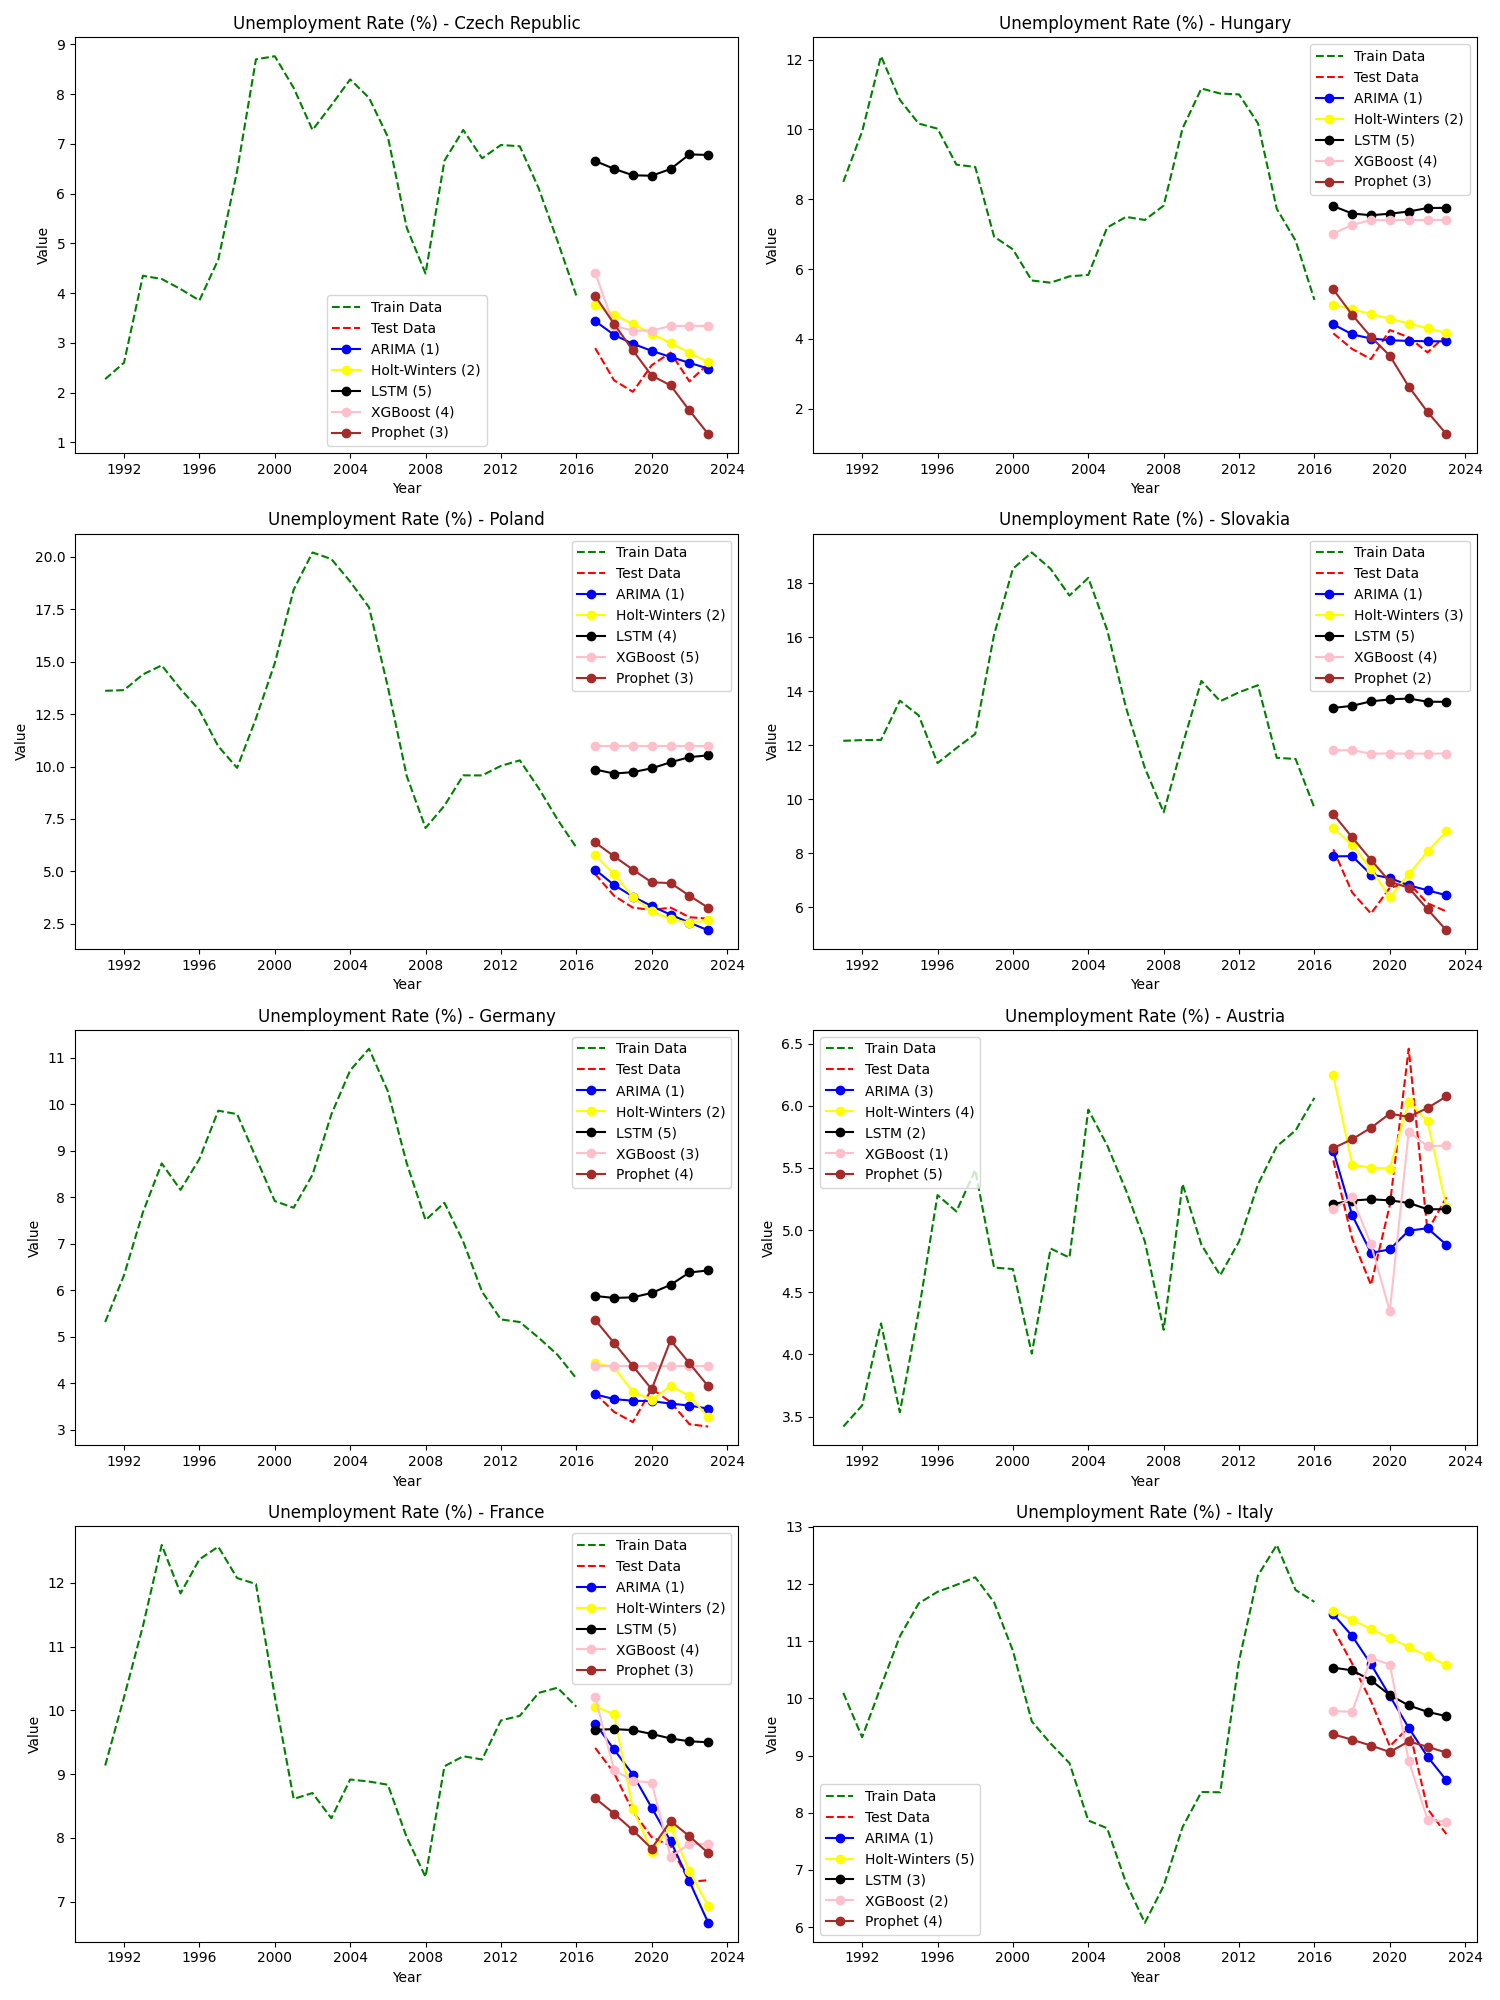 Unemployment Rate (%) - Czech Republic
Value
9
8
7
6
5
4
3
2
1
Train Data
Test Data
ARIMA (1)
Holt-Winters (2)
LSTM (5)
XGBoost (4)
Prophet (3)
1992 1996 2000 2004 2008 2012 2016 2020 2024
Year
Unemployment Rate (%) - Hungary
Value
12
10
8
6
4
2
Train Data
Test Data
ARIMA (1)
Holt-Winters (2)
LSTM (5)
XGBoost (4)
Prophet (3)
1992 1996 2000 2004 2008 2012 2016 2020 2024
Year
Unemployment Rate (%) - Poland
Value
20.0
17.5
15.0
12.5
10.0
7.5
5.0
2.5
Train Data
Test Data
ARIMA (1)
Holt-Winters (2)
LSTM (4)
XGBoost (5)
Prophet (3)
1992 1996 2000 2004 2008 2012 2016 2020 2024
Year
Unemployment Rate (%) - Slovakia
Value
18
16
14
12
10
8
6
Train Data
Test Data
ARIMA (1)
Holt-Winters (3)
LSTM (5)
XGBoost (4)
Prophet (2)
1992 1996 2000 2004 2008 2012 2016 2020 2024
Year
Unemployment Rate (%) - Germany
Value
11
10
9
8
7
6
5
4
3
Train Data
Test Data
ARIMA (1)
Holt-Winters (2)
LSTM (5)
XGBoost (3)
Prophet (4)
1992 1996 2000 2004 2008 2012 2016 2020 2024
Year
Unemployment Rate (%) - Austria
Value
6.5
6.0
5.5
5.0
4.5
4.0
3.5
Train Data
Test Data
ARIMA (3)
Holt-Winters (4)
LSTM (2)
XGBoost (1)
Prophet (5)
1992 1996 2000 2004 2008 2012 2016 2020 2024
Year
Unemployment Rate (%) - France
Value
12
11
10
9
8
7
Train Data
Test Data
ARIMA (1)
Holt-Winters (2)
LSTM (5)
XGBoost (4)
Prophet (3)
1992 1996 2000 2004 2008 2012 2016 2020 2024
Year
Unemployment Rate (%) - Italy
Value
13
12
11
10
9
8
7
6
Train Data
Test Data
ARIMA (1)
Holt-Winters (5)
LSTM (3)
XGBoost (2)
Prophet (4)
1992 1996 2000 2004 2008 2012 2016 2020 2024
Year